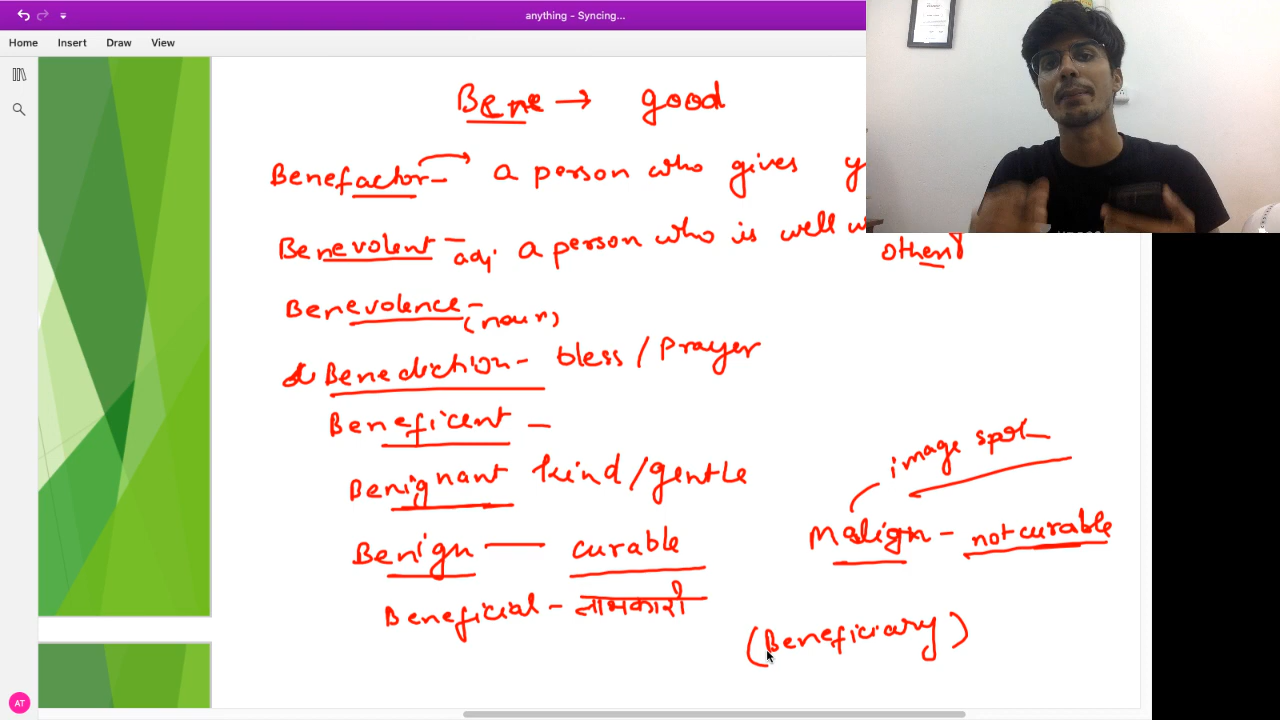 anything - Syncing...
Home Insert Draw View
Bene → good
Benefactor - a person who gives y
Benevolent - adj. a person who is well w
others
Benevolence - (noun)
Benediction - bless / Prayer
Beneficent -
image spoil
Benignant kind/gentle
Malign - not curable
Benign — curable
Beneficial - लाभकारी
(Beneficiary)
AT